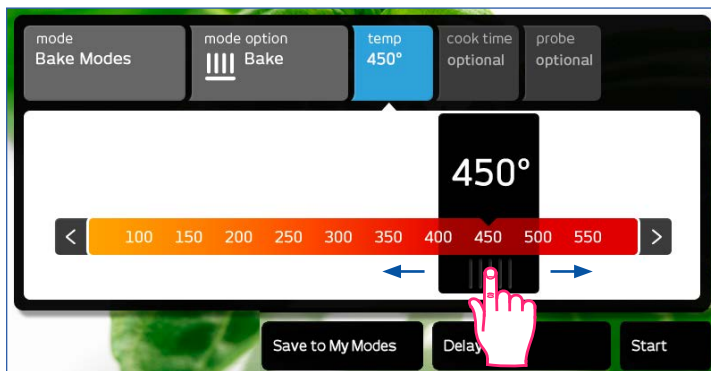 mode
Bake Modes
mode option
Bake
temp
450°
cook time
optional
probe
optional
450°
< 100 150 200 250 300 350 400 450 500 550 >
Save to My Modes
Delay
Start